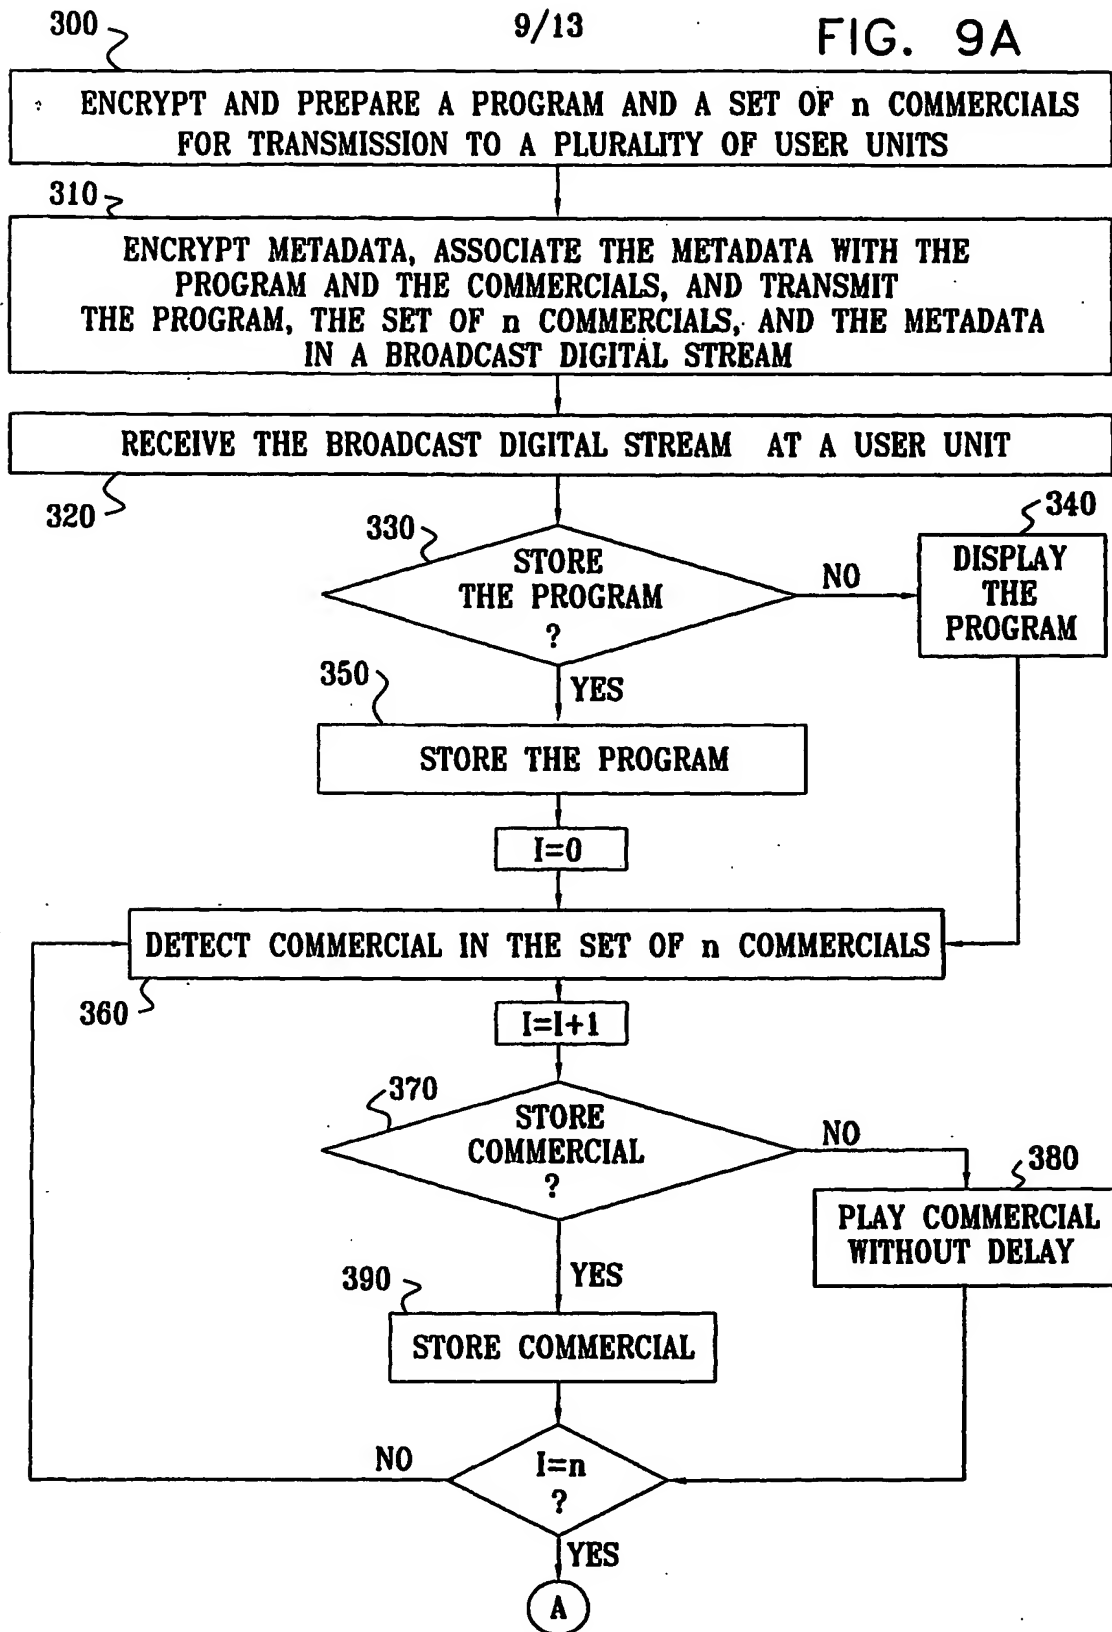 300
9/13
FIG. 9A
ENCRYPT AND PREPARE A PROGRAM AND A SET OF n COMMERCIALS
FOR TRANSMISSION TO A PLURALITY OF USER UNITS
310
ENCRYPT METADATA, ASSOCIATE THE METADATA WITH THE
PROGRAM AND THE COMMERCIALS, AND TRANSMIT
THE PROGRAM, THE SET OF n COMMERCIALS, AND THE METADATA
IN A BROADCAST DIGITAL STREAM
RECEIVE THE BROADCAST DIGITAL STREAM AT A USER UNIT
320
330
STORE
THE PROGRAM
?
NO
340
DISPLAY
THE
PROGRAM
YES
350
STORE THE PROGRAM
I=0
DETECT COMMERCIAL IN THE SET OF n COMMERCIALS
360
I=I+1
370
STORE
COMMERCIAL
?
NO
380
PLAY COMMERCIAL
WITHOUT DELAY
YES
390
STORE COMMERCIAL
NO
I=n
?
YES
A